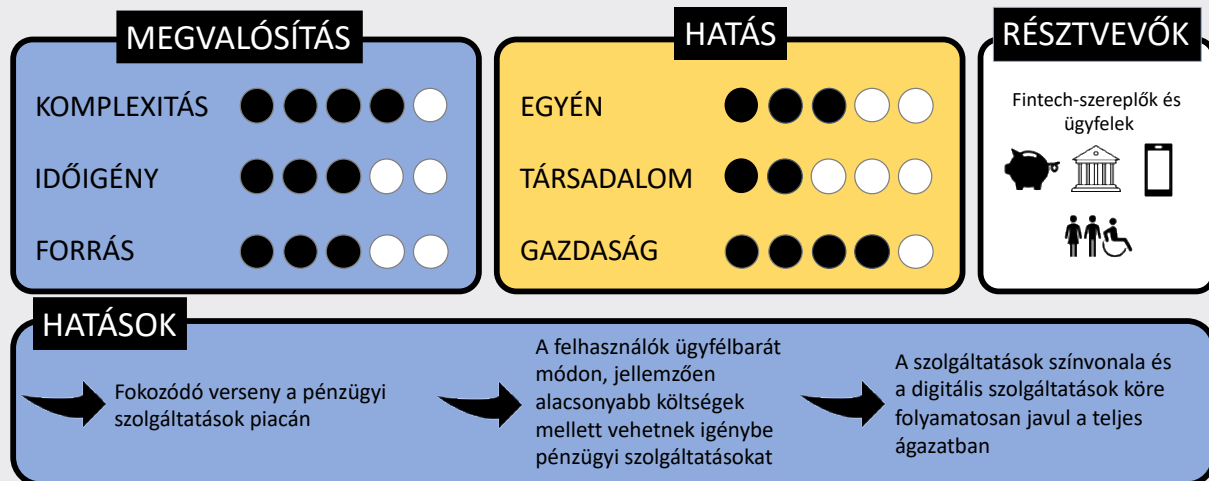 MEGVALÓSÍTÁS
KOMPLEXITÁS
IDŐIGÉNY
FORRÁS
HATÁS
EGYÉN
TÁRSADALOM
GAZDASÁG
RÉSZTVEVŐK
Fintech-szereplők és
ügyfelek
HATÁSOK
Fokozódó verseny a pénzügyi
szolgáltatások piacán
A felhasználók ügyfélbarát
módon, jellemzően
alacsonyabb költségek
mellett vehetnek igénybe
pénzügyi szolgáltatásokat
A szolgáltatások színvonala és
a digitális szolgáltatások köre
folyamatosan javul a teljes
ágazatban